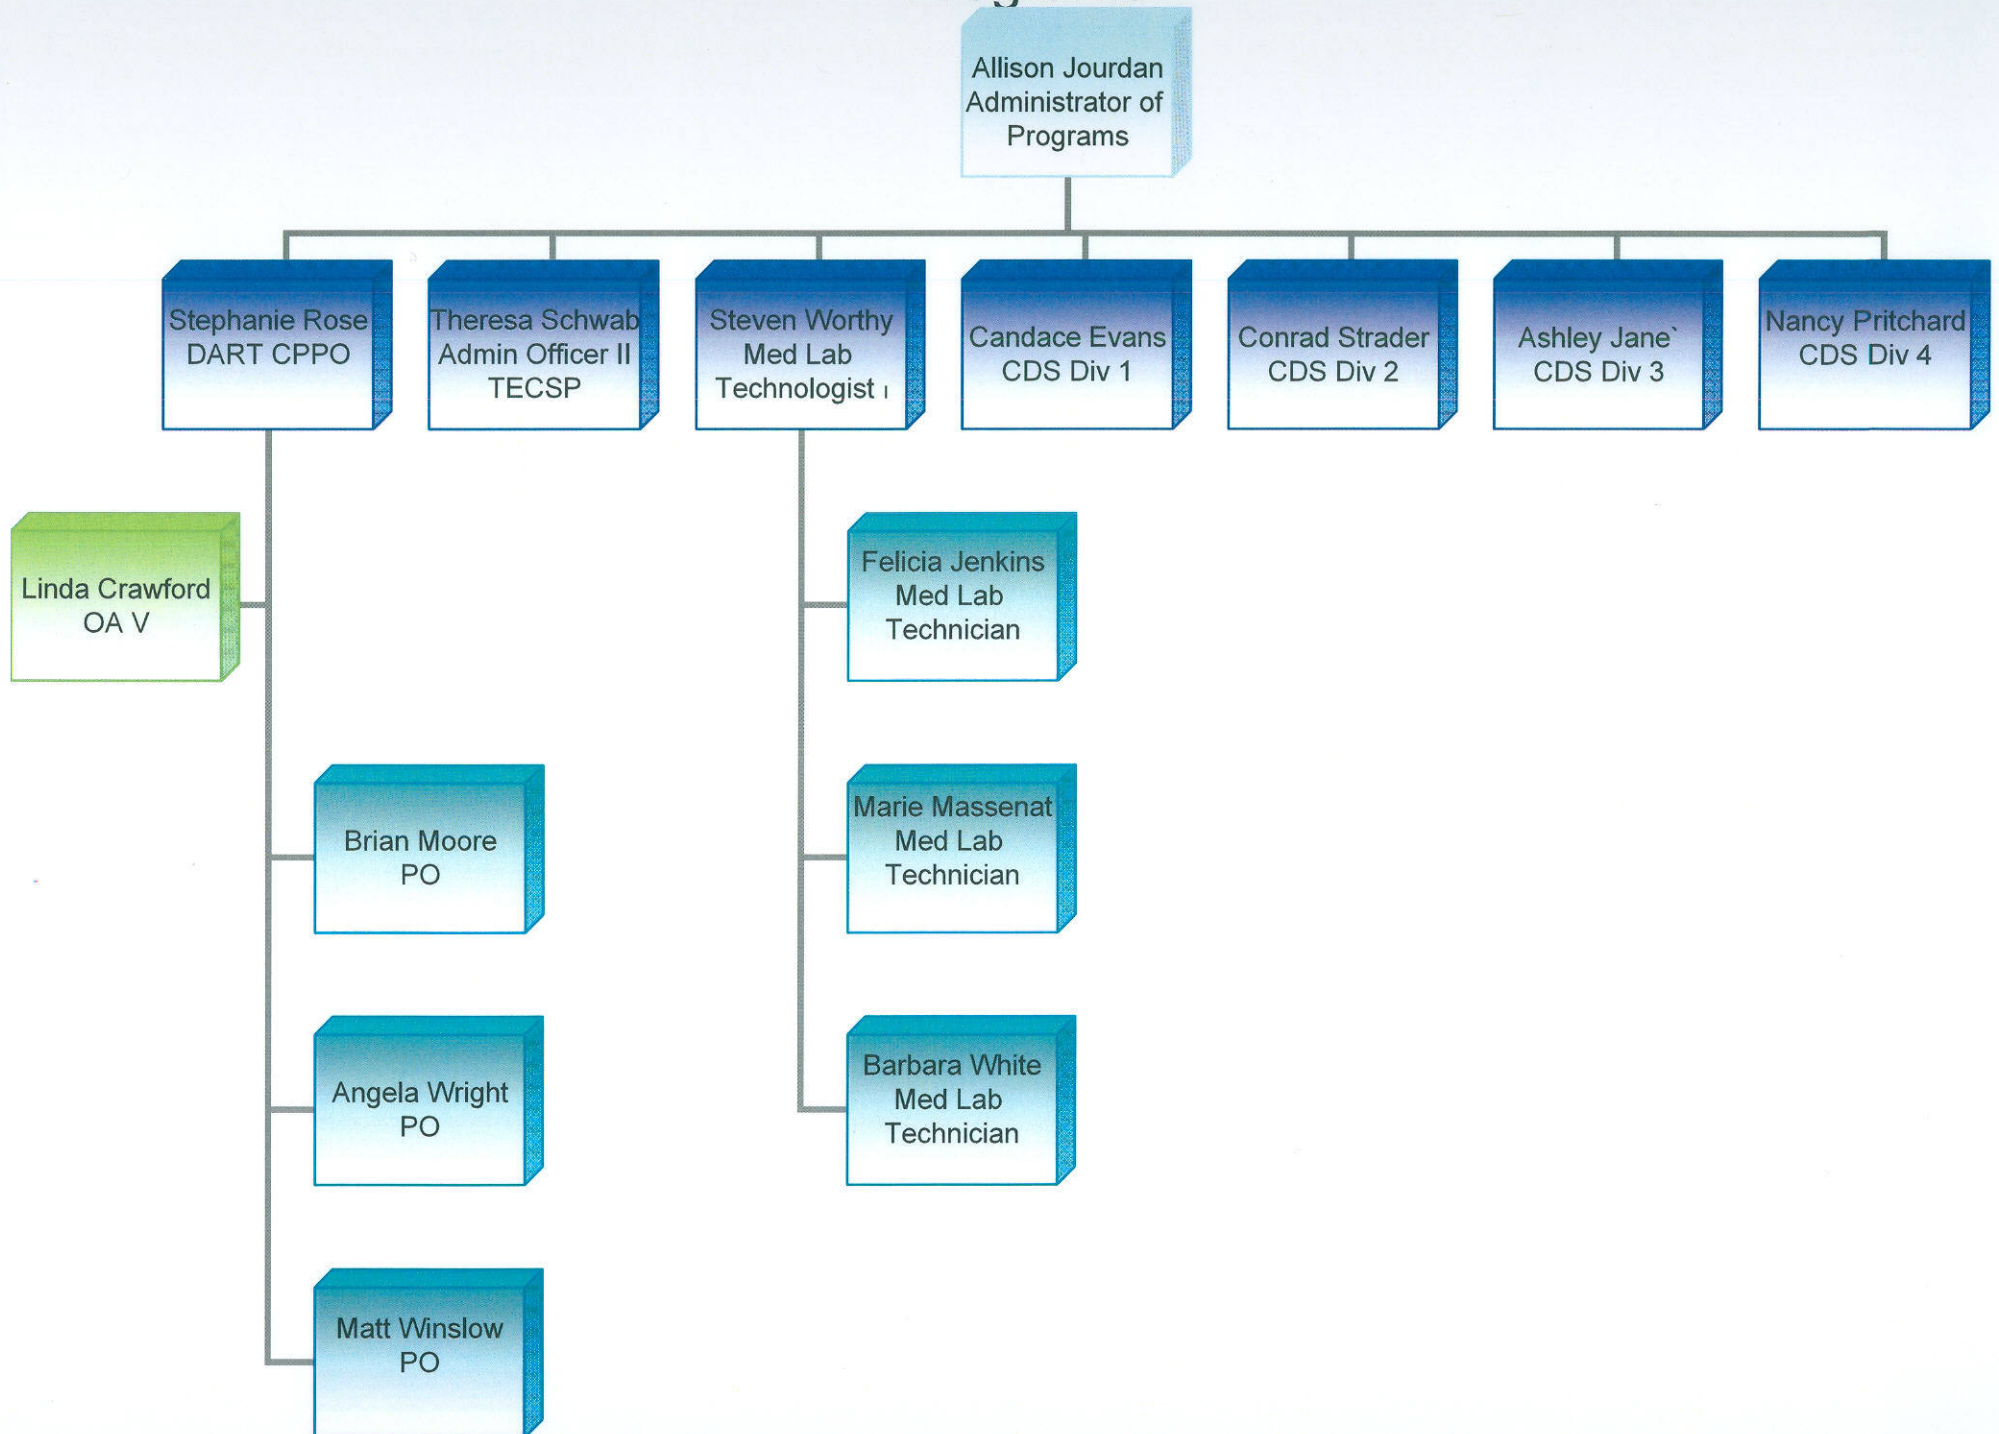 Allison Jourdan
Administrator of
Programs
Stephanie Rose
DART CPPO
Theresa Schwab
Admin Officer II
TECSP
Steven Worthy
Med Lab
Technologist I
Candace Evans
CDS Div 1
Conrad Strader
CDS Div 2
Ashley Jane`
CDS Div 3
Nancy Pritchard
CDS Div 4
Linda Crawford
OA V
Felicia Jenkins
Med Lab
Technician
Brian Moore
PO
Marie Massenat
Med Lab
Technician
Angela Wright
PO
Barbara White
Med Lab
Technician
Matt Winslow
PO